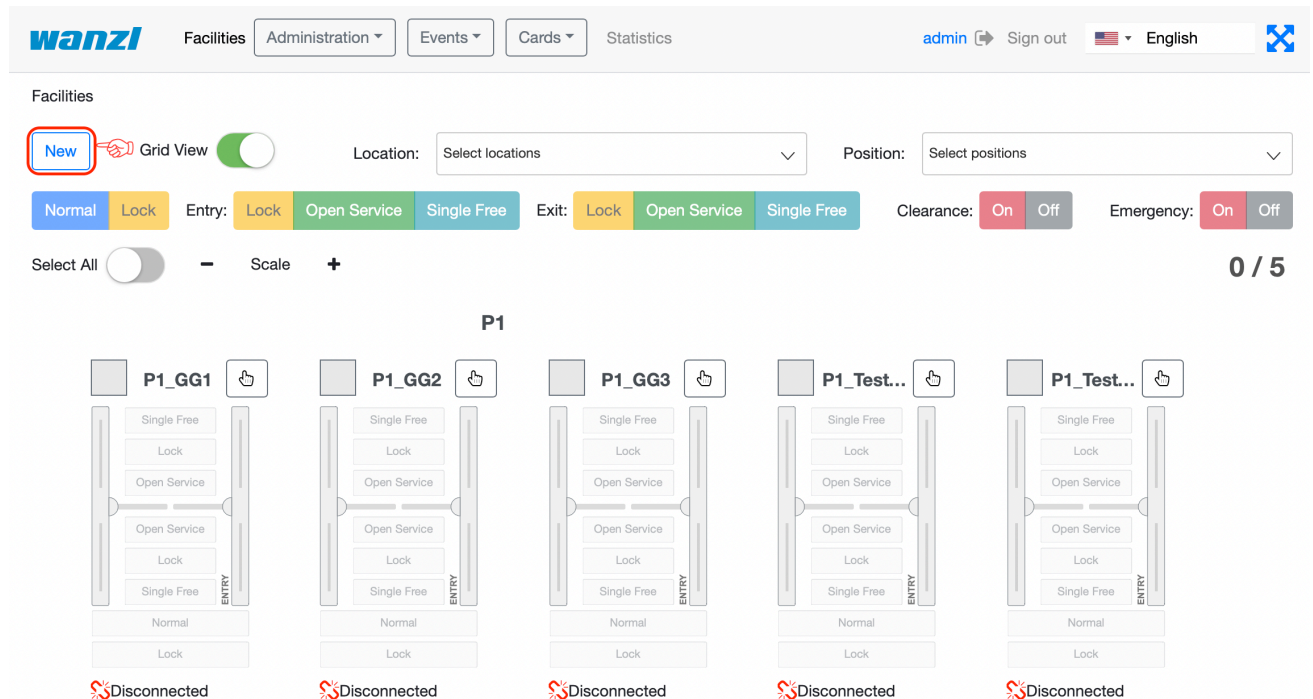 wanzl Facilities Administration Events Cards Statistics admin Sign out English
Facilities
New Grid View Location: Select locations Position: Select positions
Normal Lock Entry: Lock Open Service Single Free Exit: Lock Open Service Single Free Clearance: On Off Emergency: On Off
Select All - Scale + 0 / 5
P1
P1_GG1 P1_GG2 P1_GG3 P1_Test... P1_Test...
Single Free Single Free Single Free Single Free Single Free
Lock Lock Lock Lock Lock
Open Service Open Service Open Service Open Service Open Service
Open Service Open Service Open Service Open Service Open Service
Lock Lock Lock Lock Lock
Single Free ENTRY Single Free ENTRY Single Free ENTRY Single Free ENTRY Single Free ENTRY
Normal Normal Normal Normal Normal
Lock Lock Lock Lock Lock
Disconnected Disconnected Disconnected Disconnected Disconnected